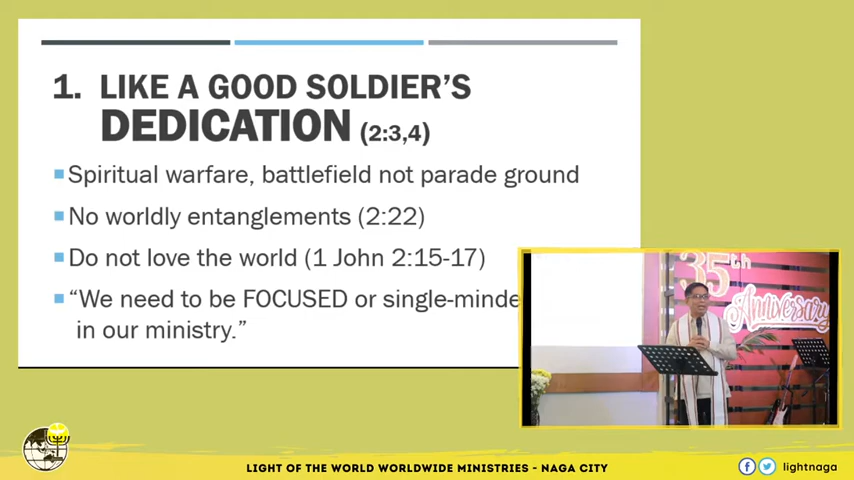 1. LIKE A GOOD SOLDIER'S
DEDICATION (2:3,4)
Spiritual warfare, battlefield not parade ground
No worldly entanglements (2:22)
Do not love the world (1 John 2:15-17)
"We need to be FOCUSED or single-minde
in our ministry."
35th
Anniversary
LIGHT OF THE WORLD WORLDWIDE MINISTRIES - NAGA CITY
lightnaga